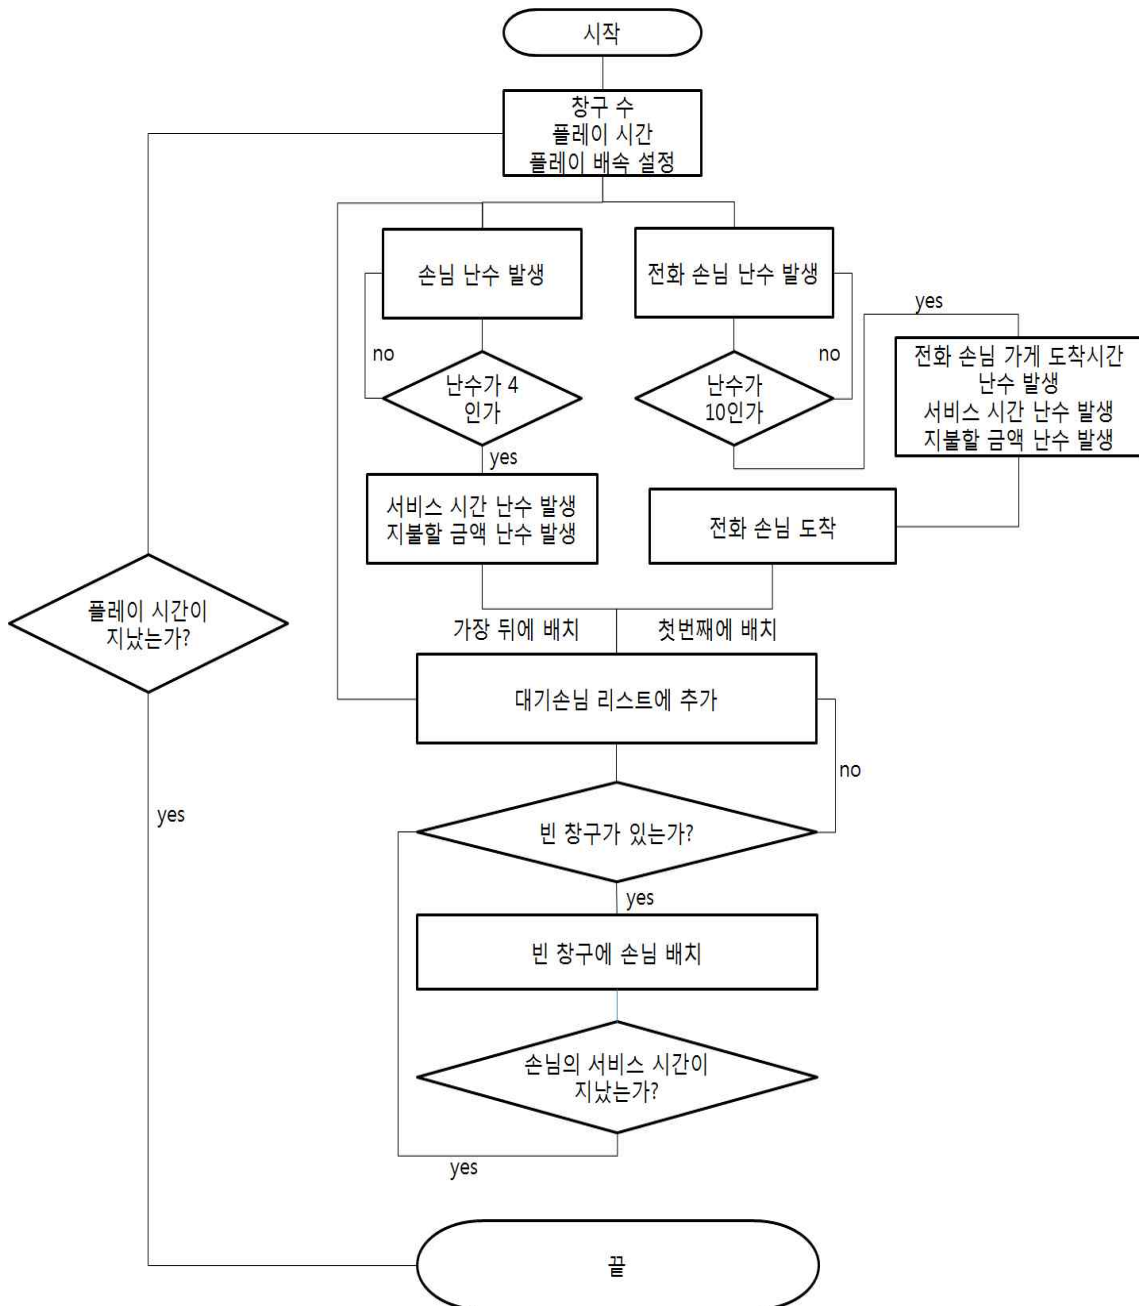 시작
창구 수
플레이 시간
플레이 배속 설정
손님 난수 발생
전화 손님 난수 발생
yes
no
no
난수가 4
인가
난수가
10인가
전화 손님 가게 도착시간
난수 발생
서비스 시간 난수 발생
지불할 금액 난수 발생
yes
서비스 시간 난수 발생
지불할 금액 난수 발생
전화 손님 도착
플레이 시간이
지났는가?
가장 뒤에 배치
첫번째에 배치
대기손님 리스트에 추가
no
yes
빈 창구가 있는가?
yes
빈 창구에 손님 배치
손님의 서비스 시간이
지났는가?
yes
끝